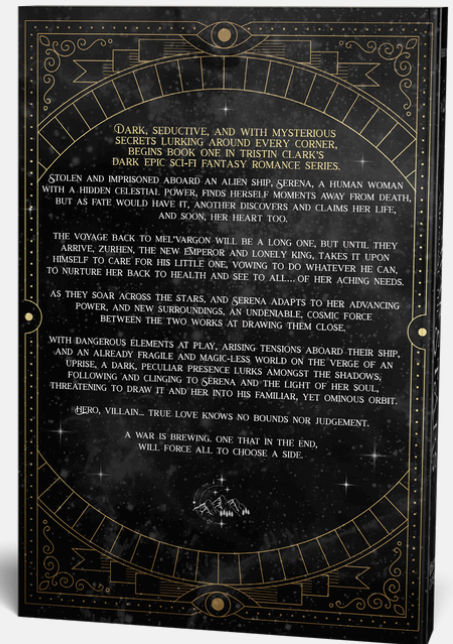 DARK, SEDUCTIVE, AND WITH MYSTERIOUS
SECRETS LURKING AROUND EVERY CORNER,
BEGINS BOOK ONE IN TRISTIN CLARK'S
DARK EPIC SCI-FI FANTASY ROMANCE SERIES.
STOLEN AND IMPRISONED ABOARD AN ALIEN SHIP, SERENA, A HUMAN WOMAN
WITH A HIDDEN CELESTIAL POWER, FINDS HERSELF MOMENTS AWAY FROM DEATH,
BUT AS FATE WOULD HAVE IT, ANOTHER DISCOVERS AND CLAIMS HER LIFE,
AND SOON, HER HEART TOO.
THE VOYAGE BACK TO MEL'VARGON WILL BE A LONG ONE, BUT UNTIL THEY
ARRIVE, ZURHEN, THE NEW EMPEROR AND LONELY KING, TAKES IT UPON
HIMSELF TO CARE FOR HIS LITTLE ONE, VOWING TO DO WHATEVER HE CAN,
TO NURTURE HER BACK TO HEALTH AND SEE TO ALL... OF HER ACHING NEEDS.
AS THEY SOAR ACROSS THE STARS, AND SERENA ADAPTS TO HER ADVANCING
POWER, AND NEW SURROUNDINGS, AN UNDENIABLE, COSMIC FORCE
BETWEEN THE TWO WORKS AT DRAWING THEM CLOSE.
WITH DANGEROUS ELEMENTS AT PLAY, ARISING TENSIONS ABOARD THEIR SHIP,
AND AN ALREADY FRAGILE AND MAGIC-LESS WORLD ON THE VERGE OF AN
UPRISE, A DARK, PECULIAR PRESENCE LURKS AMONGST THE SHADOWS,
FOLLOWING AND CLINGING TO SERENA AND THE LIGHT OF HER SOUL,
THREATENING TO DRAW IT AND HER INTO HIS FAMILIAR, YET OMINOUS ORBIT.
HERO, VILLAIN... TRUE LOVE KNOWS NO BOUNDS NOR JUDGEMENT.
A WAR IS BREWING. ONE THAT IN THE END,
WILL FORCE ALL TO CHOOSE A SIDE.